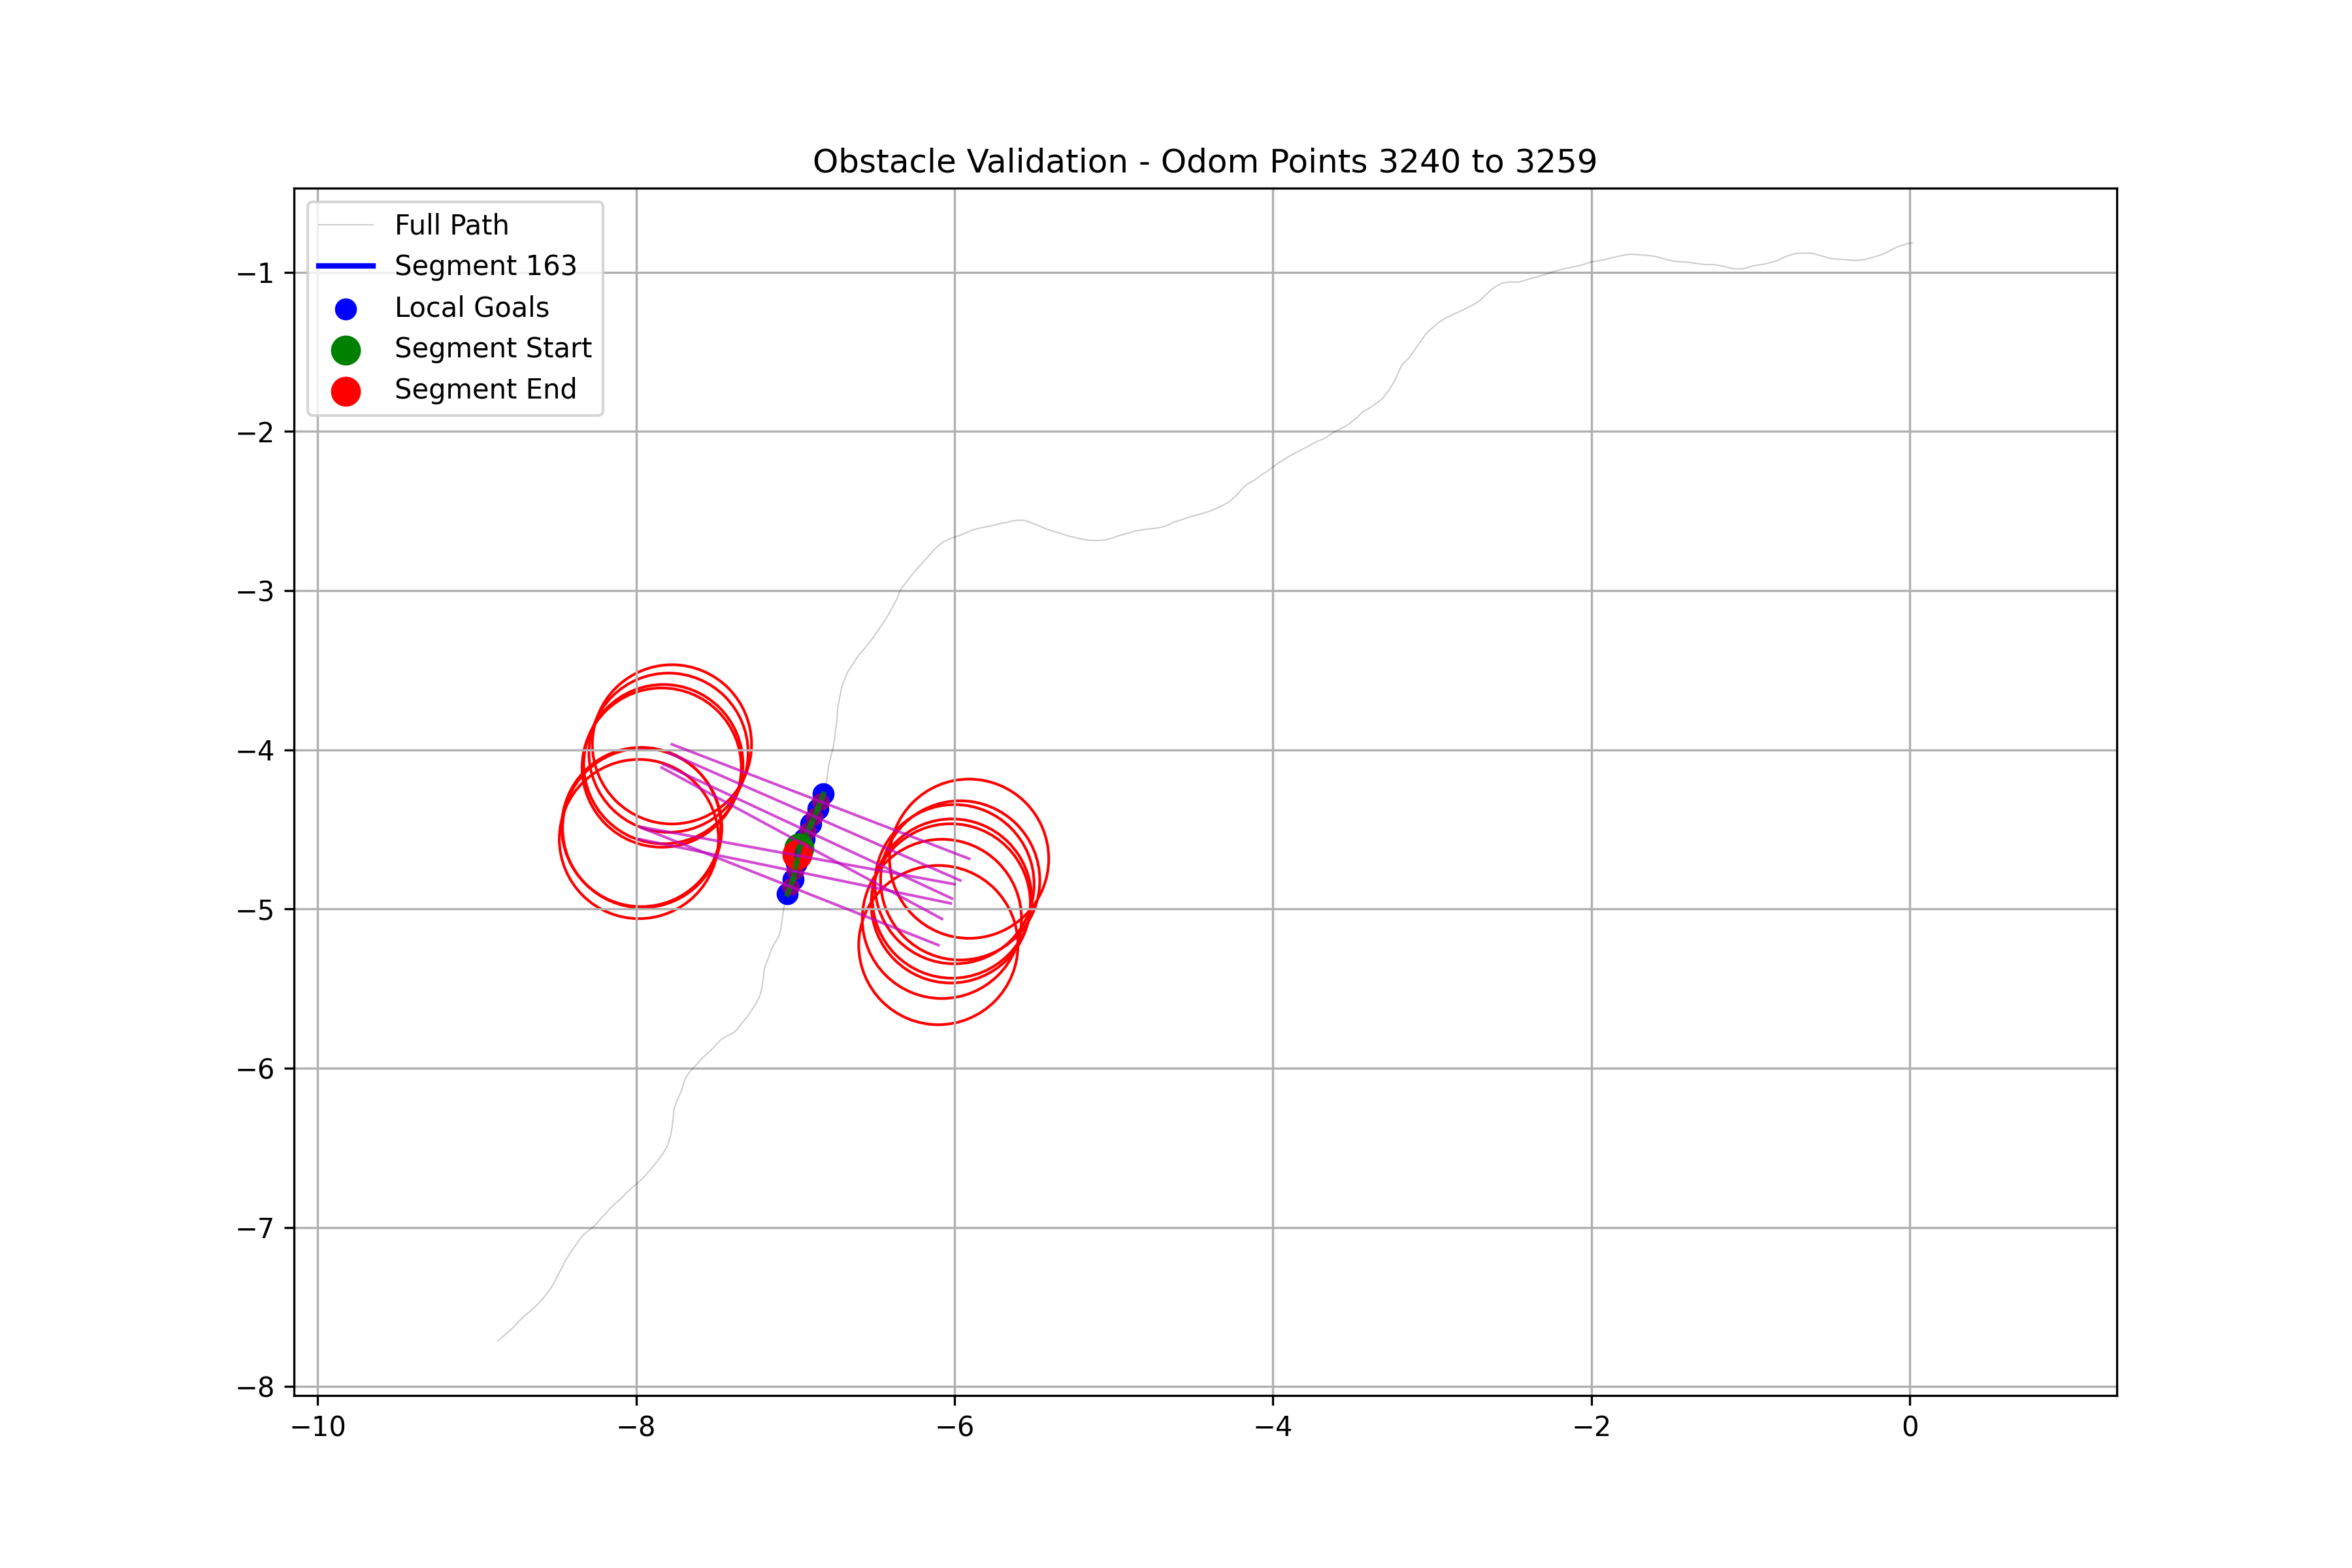 Obstacle Validation - Odom Points 3240 to 3259
Full Path
Segment 163
Local Goals
Segment Start
Segment End
−1
−2
−3
−4
−5
−6
−7
−8
−10
−8
−6
−4
−2
0